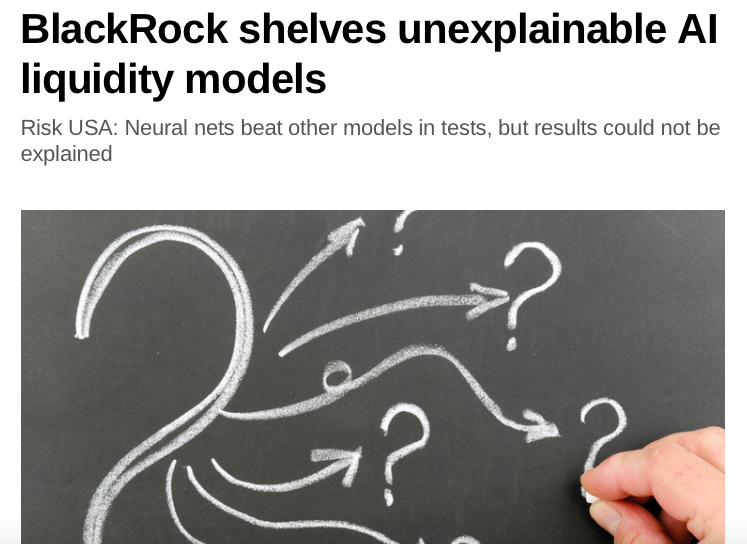 BlackRock shelves unexplainable AI
liquidity models
Risk USA: Neural nets beat other models in tests, but results could not be
explained
? ?
?
?